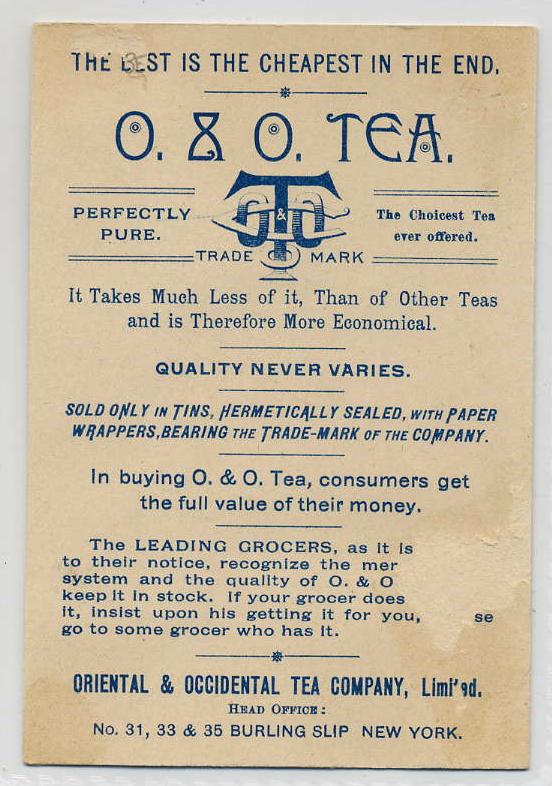 THE BEST IS THE CHEAPEST IN THE END.
O. & O. TEA.
PERFECTLY
PURE.
O & O T
The Choicest Tea
ever offered.
TRADE MARK
It Takes Much Less of it, Than of Other Teas
and is Therefore More Economical.
QUALITY NEVER VARIES.
SOLD ONLY IN TINS, HERMETICALLY SEALED, WITH PAPER
WRAPPERS, BEARING THE TRADE-MARK OF THE COMPANY.
In buying O. & O. Tea, consumers get
the full value of their money.
The LEADING GROCERS, as it is
to their notice, recognize the mer
system and the quality of O. & O
keep it in stock. If your grocer does
it, insist upon his getting it for you, se
go to some grocer who has it.
ORIENTAL & OCCIDENTAL TEA COMPANY, Limited.
HEAD OFFICE:
No. 31, 33 & 35 BURLING SLIP NEW YORK.